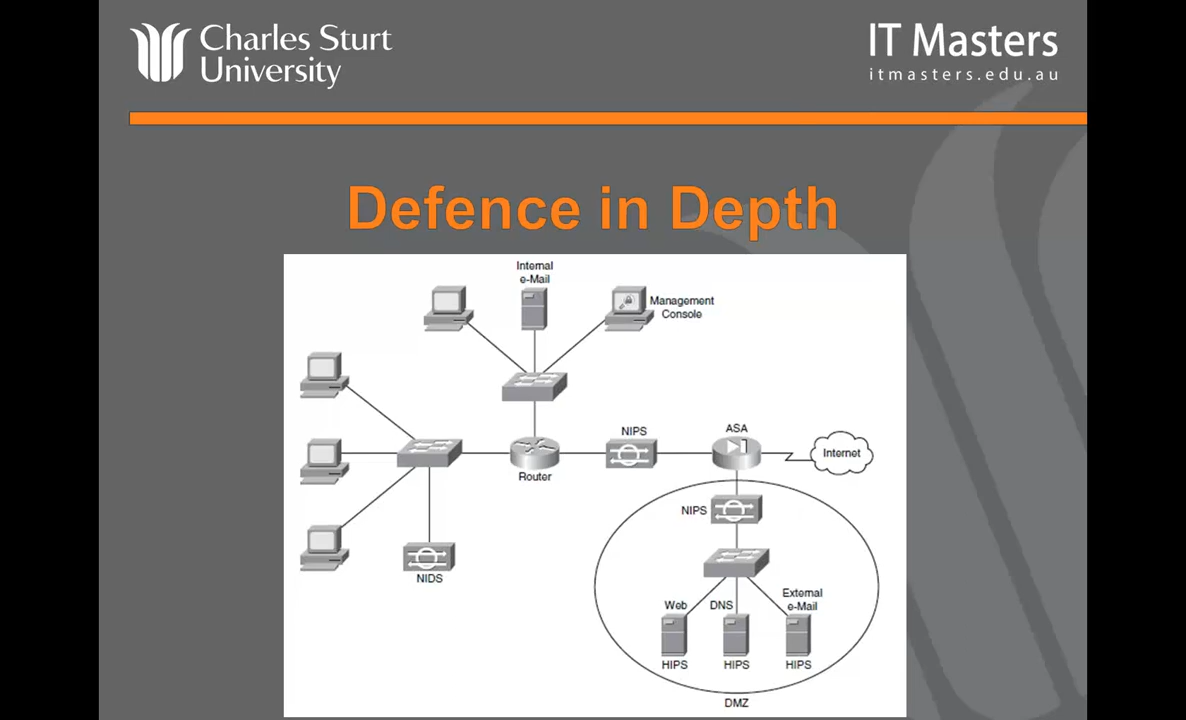 Charles Sturt
University
IT Masters
itmasters.edu.au
Defence in Depth
Internal
e-Mail
Management
Console
NIPS
ASA
Internet
Router
NIPS
NIDS
Web
DNS
External
e-Mail
HIPS
HIPS
HIPS
DMZ